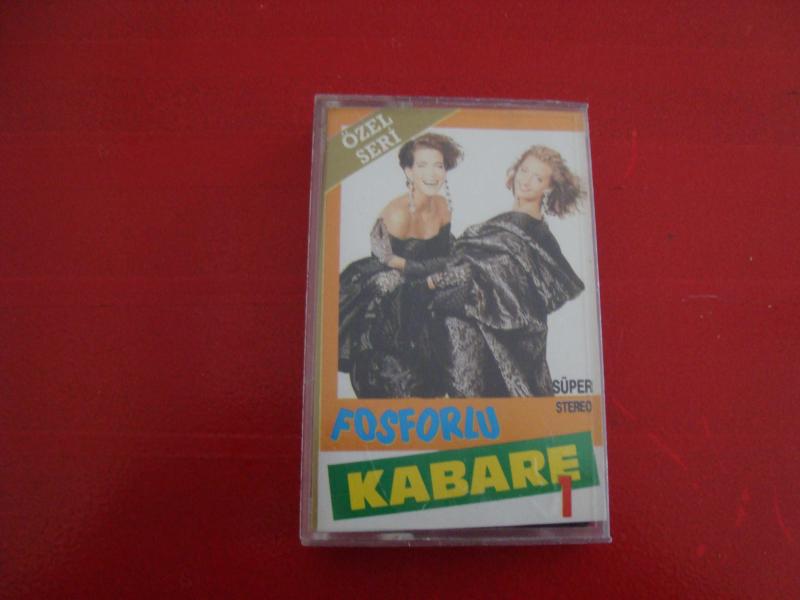 ÖZEL
SERİ
SÜPER
STEREO
FOSFORLU
KABARE
1